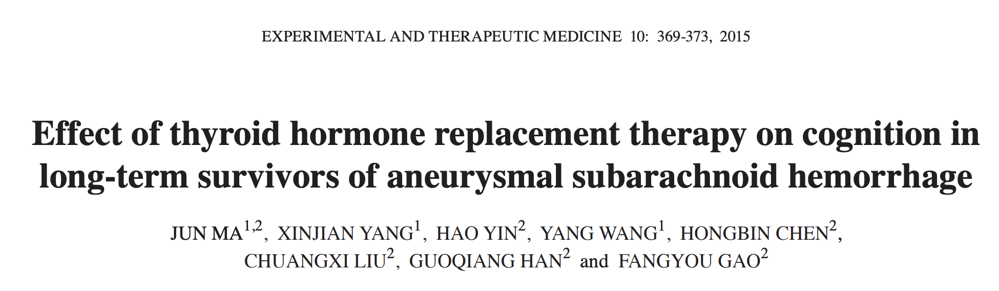 EXPERIMENTAL AND THERAPEUTIC MEDICINE 10: 369-373, 2015
Effect of thyroid hormone replacement therapy on cognition in
long-term survivors of aneurysmal subarachnoid hemorrhage
JUN MA1,2, XINJIAN YANG1, HAO YIN2, YANG WANG1, HONGBIN CHEN2,
CHUANGXI LIU2, GUOQIANG HAN2 and FANGYOU GAO2